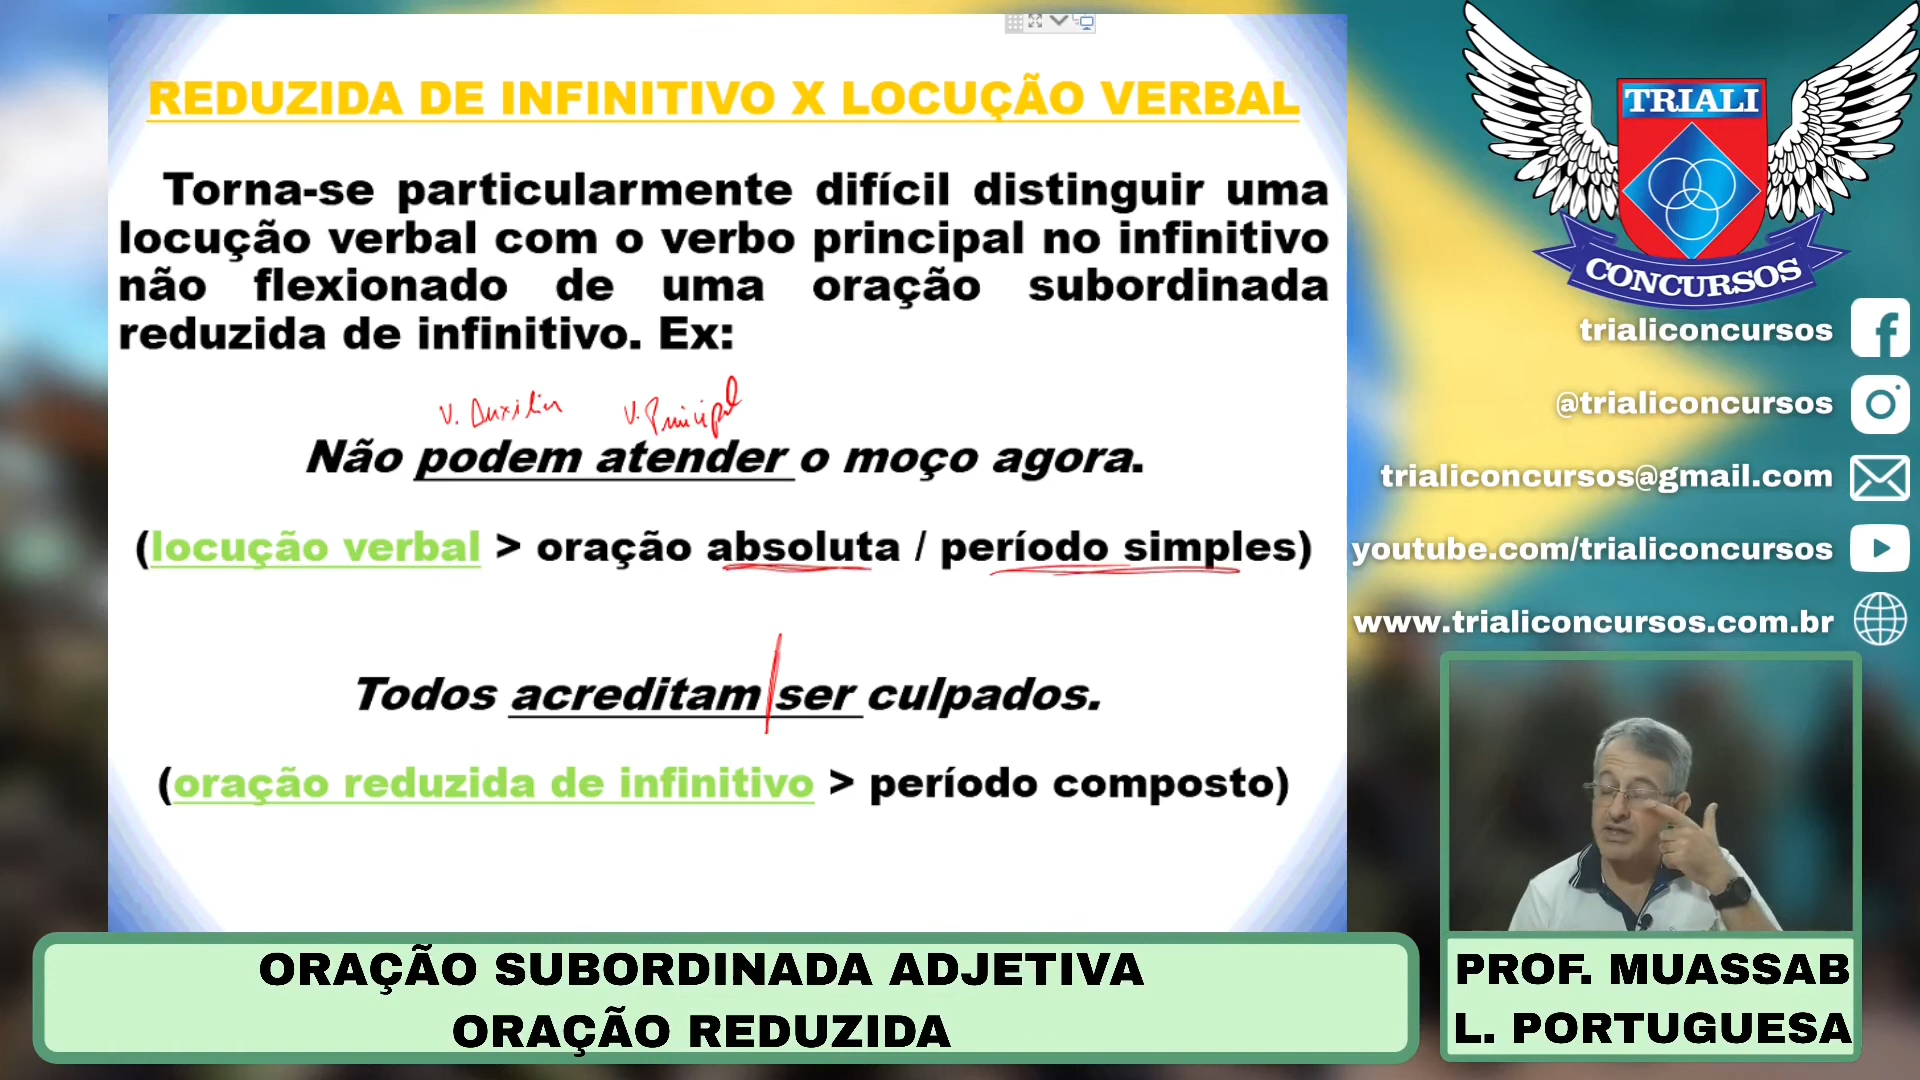 REDUZIDA DE INFINITIVO X LOCUÇÃO VERBAL
Torna-se particularmente difícil distinguir uma
locução verbal com o verbo principal no infinitivo
não flexionado de uma oração subordinada
reduzida de infinitivo. Ex:
V. Auxiliar V. Principal
Não podem atender o moço agora.
(locução verbal > oração absoluta / período simples)
Todos acreditam ser culpados.
(oração reduzida de infinitivo > período composto)
TRIALI
CONCURSOS
trialiconcursos
@trialiconcursos
trialiconcursos@gmail.com
youtube.com/trialiconcursos
www.trialiconcursos.com.br
ORAÇÃO SUBORDINADA ADJETIVA
ORAÇÃO REDUZIDA
PROF. MUASSAB
L. PORTUGUESA